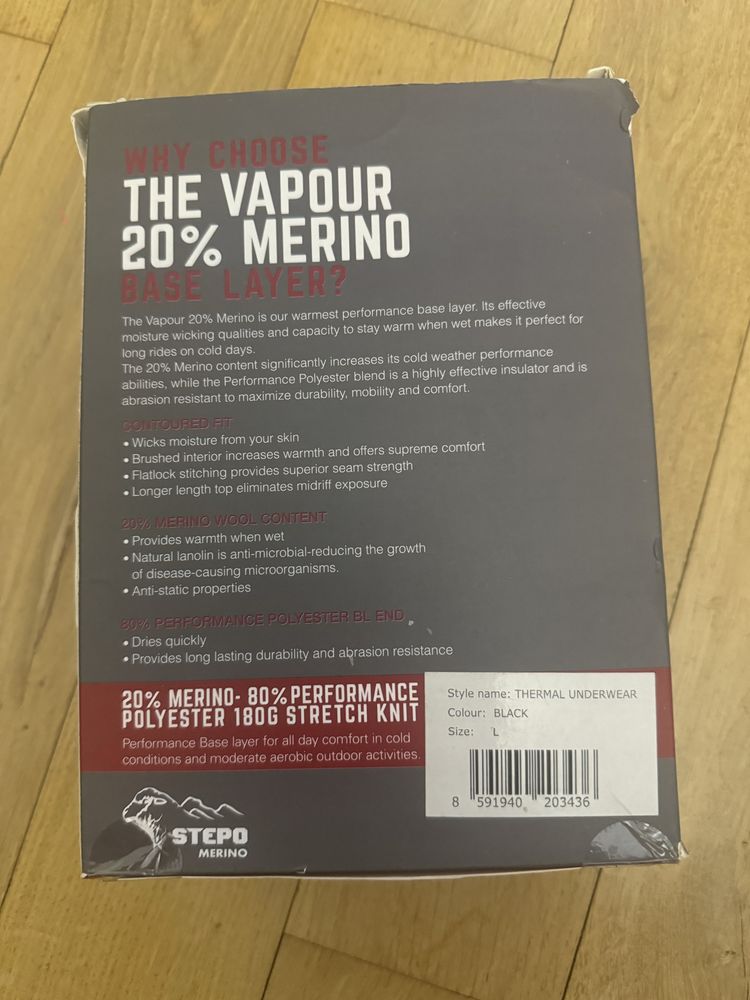 WHY CHOOSE
THE VAPOUR
20% MERINO
BASE LAYER?
The Vapour 20% Merino is our warmest performance base layer. Its effective
moisture wicking qualities and capacity to stay warm when wet makes it perfect for
long rides on cold days.
The 20% Merino content significantly increases its cold weather performance
abilities, while the Performance Polyester blend is a highly effective insulator and is
abrasion resistant to maximize durability, mobility and comfort.
CONTOURED FIT
• Wicks moisture from your skin
• Brushed interior increases warmth and offers supreme comfort
• Flatlock stitching provides superior seam strength
• Longer length top eliminates midriff exposure
20% MERINO WOOL CONTENT
• Provides warmth when wet
• Natural lanolin is anti-microbial-reducing the growth
of disease-causing microorganisms.
• Anti-static properties
80% PERFORMANCE POLYESTER BL END
• Dries quickly
• Provides long lasting durability and abrasion resistance
20% MERINO- 80% PERFORMANCE
POLYESTER 180G STRETCH KNIT
Performance Base layer for all day comfort in cold
conditions and moderate aerobic outdoor activities.
Style name: THERMAL UNDERWEAR
Colour: BLACK
Size: L
8 591940 203436
STEPO
MERINO